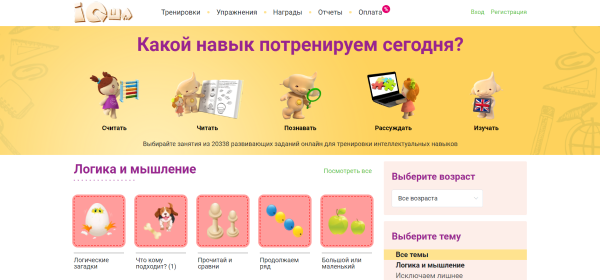 iQша
Тренировки Упражнения Награды Отчеты Оплата %
Вход Регистрация
Какой навык потренируем сегодня?
Считать Читать Познавать Рассуждать Изучать
Выбирайте занятия из 20338 развивающих заданий онлайн для тренировки интеллектуальных навыков
Логика и мышление
Посмотреть все
Логические загадки
Что кому подходит? (1)
Прочитай и сравни
Продолжаем ряд
Большой или маленький
Выберите возраст
Все возраста
Выберите тему
Все темы
Логика и мышление
Исключаем лишнее